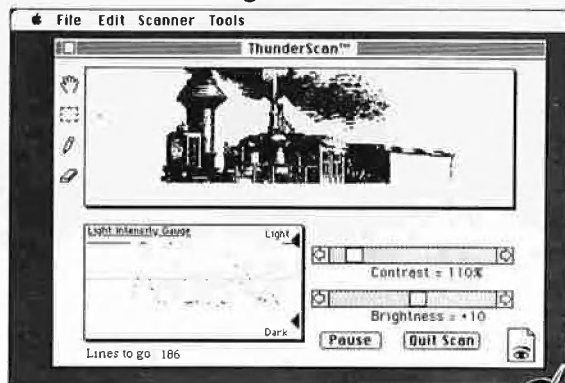 File Edit Scanner Tools
ThunderScan™
Light Intensity Gauge
Light
Dark
Lines to go 186
Contrast = 110%
Brightness = +10
Pause
Quit Scan